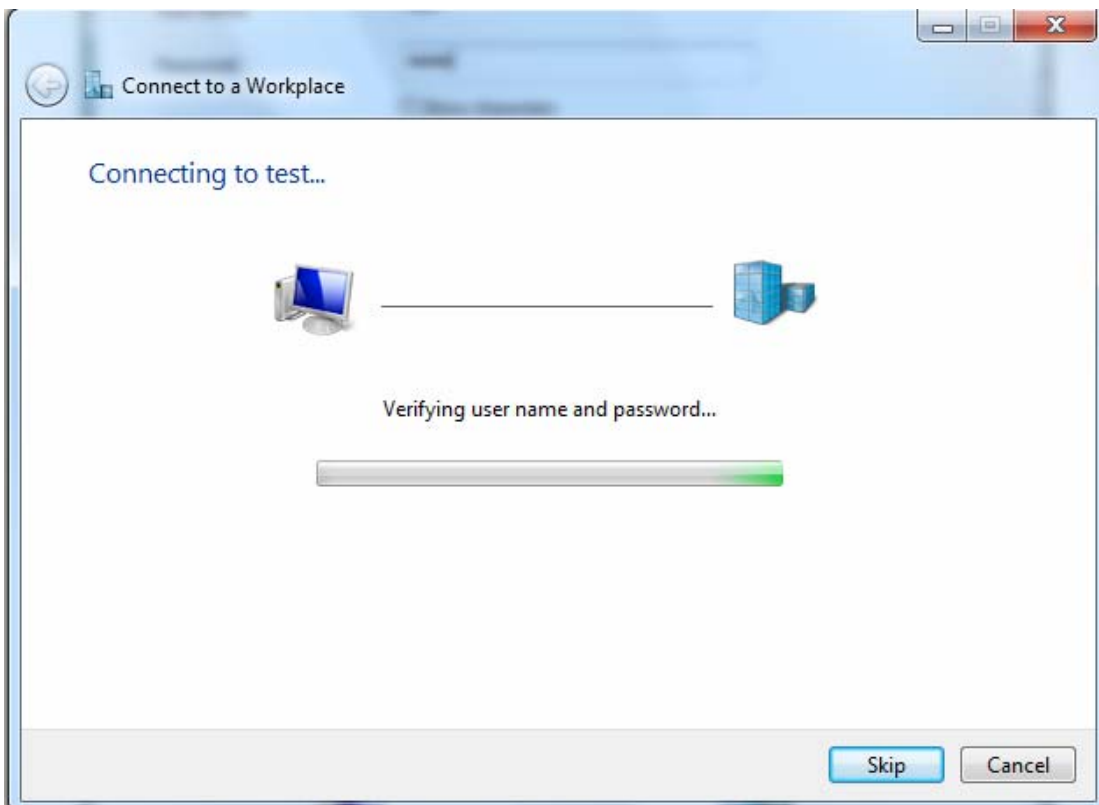 Connect to a Workplace
Connecting to test...
Verifying user name and password...
Skip
Cancel